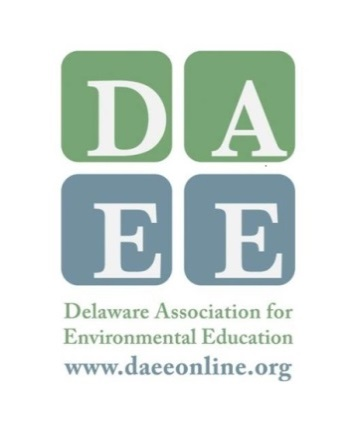 D A
E E
Delaware Association for
Environmental Education
www.daeeonline.org